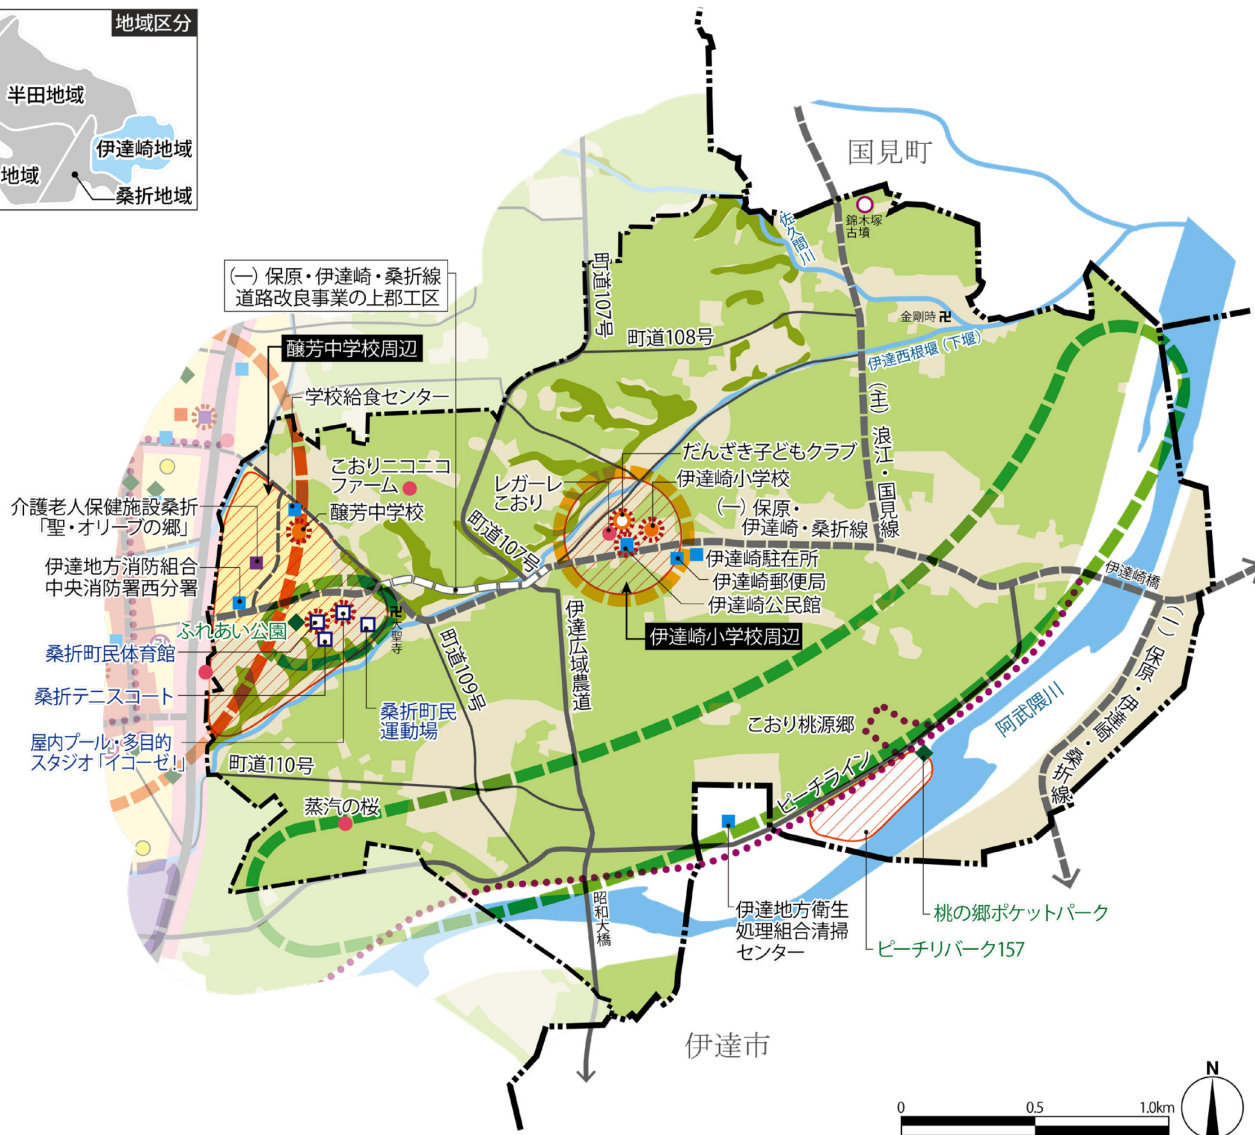 地域区分
半田地域
伊達崎地域
地域
桑折地域
国見町
錦木塚
古墳
佐久間川
町道107号
(一) 保原・伊達崎・桑折線
道路改良事業の上郡工区
金剛時
町道108号
伊達西根堰(下堰)
醸芳中学校周辺
学校給食センター
(主) 浪江・国見線
だんざき子どもクラブ
こおりニコニコ
ファーム
レガーレ
こおり
伊達崎小学校
介護老人保健施設桑折
「聖・オリーブの郷」
醸芳中学校
(一) 保原・
伊達崎・桑折線
町道107号
伊達地方消防組合
中央消防署西分署
伊達崎駐在所
伊達崎郵便局
伊達崎橋
伊達崎公民館
ふれあい公園
大聖寺
伊達崎小学校周辺
桑折町民体育館
町道109号
伊達広域農道
(一) 保原・伊達崎・桑折線
桑折テニスコート
桑折町民
運動場
こおり桃源郷
阿武隈川
屋内プール・多目的
スタジオ「イコーゼ!」
町道110号
ピーチライン
蒸汽の桜
昭和大橋
伊達地方衛生
処理組合清掃
センター
桃の郷ポケットパーク
ピーチリバーク157
伊達市
N
0
0.5
1.0km